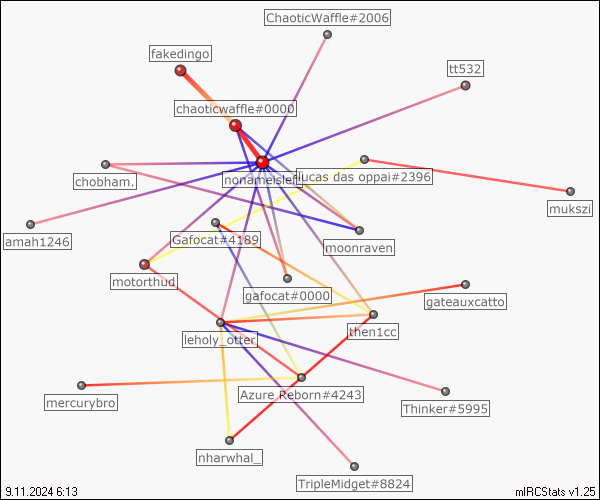 ChaoticWaffle#2006
fakedingo
tt532
chaoticwaffle#0000
chobham.
lucas das oppai#2396
mukszi
amah1246
Gafocat#4189
moonraven
motorthud
gafocat#0000
gateauxcatto
leholy_otter
then1cc
Azure Reborn#4243
mercurybro
Thinker#5995
nharwhal_
TripleMidget#8824
9.11.2024 6:13
mIRCStats v1.25